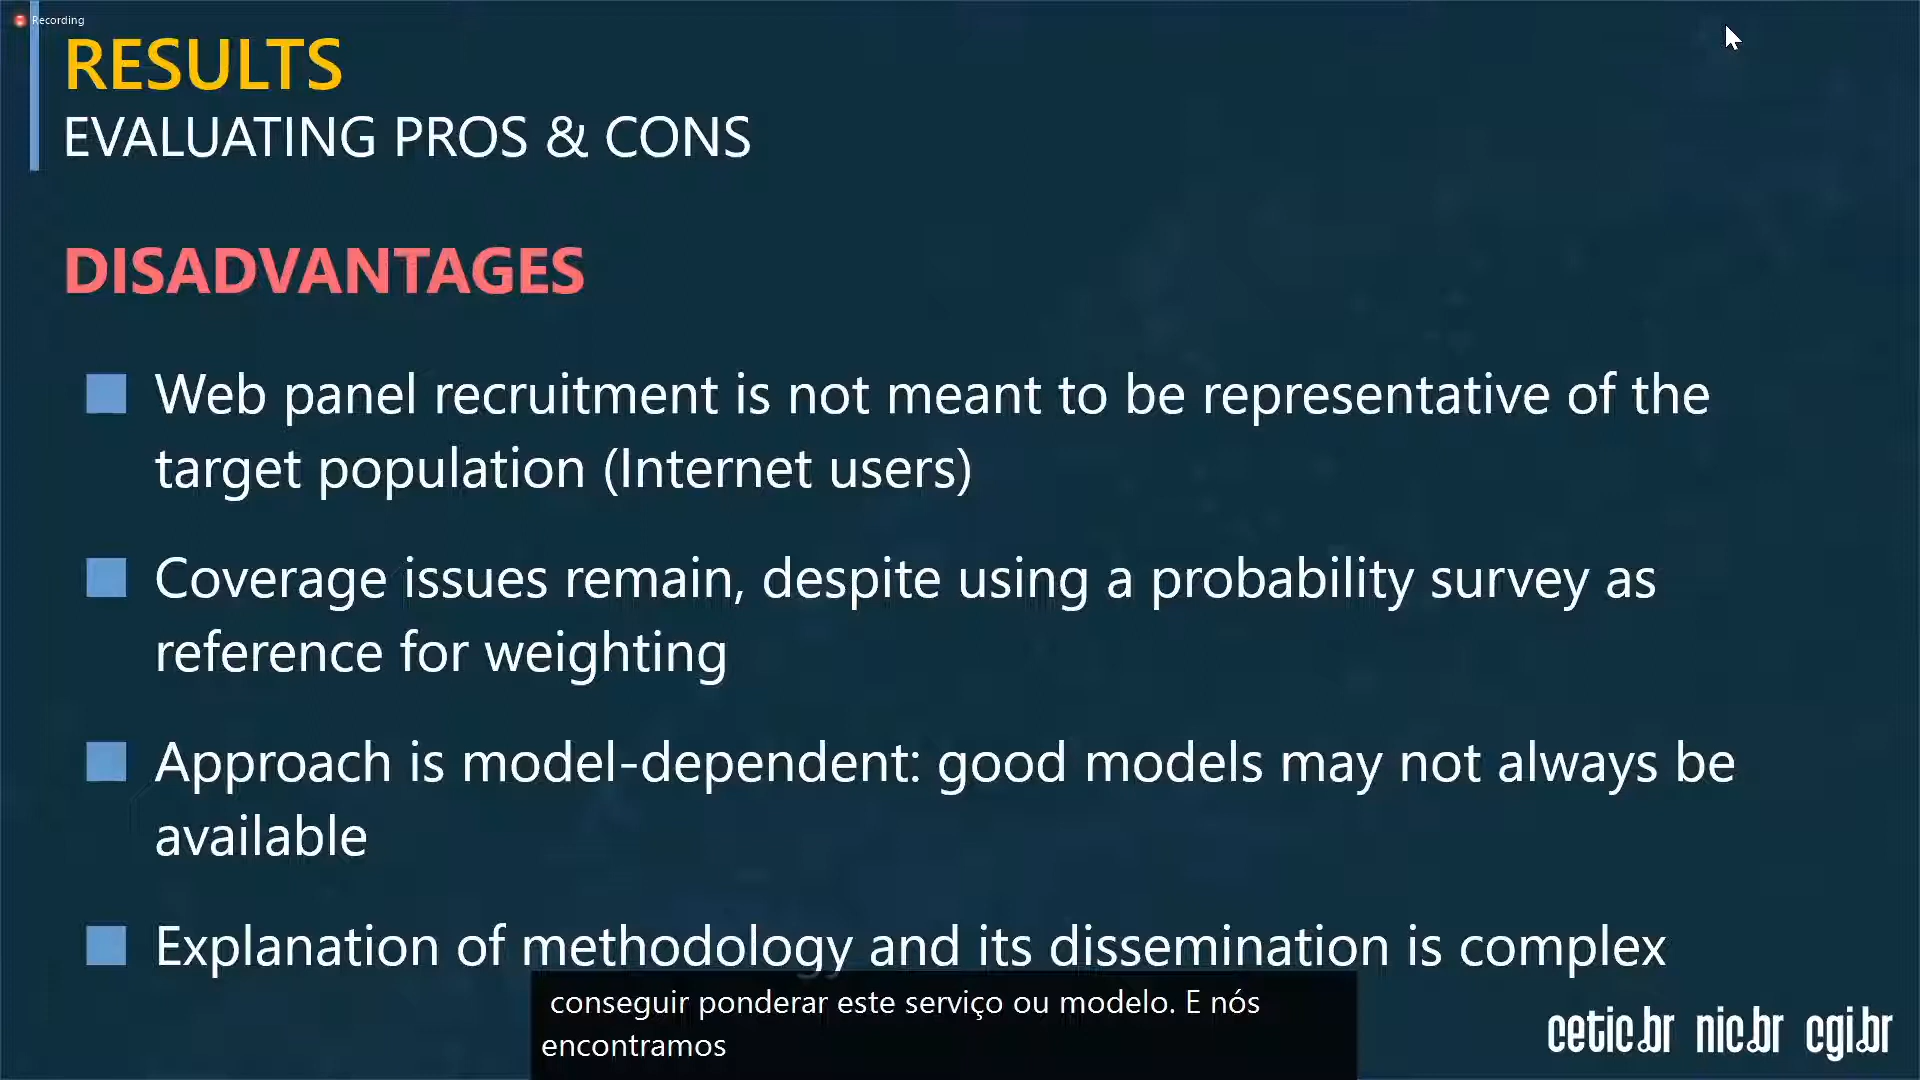 Recording
RESULTS
EVALUATING PROS & CONS
DISADVANTAGES
Web panel recruitment is not meant to be representative of the
target population (Internet users)
Coverage issues remain, despite using a probability survey as
reference for weighting
Approach is model-dependent: good models may not always be
available
Explanation of methodology and its dissemination is complex
conseguir ponderar este serviço ou modelo. E nós
encontramos
cetic.br nic.br cgi.br